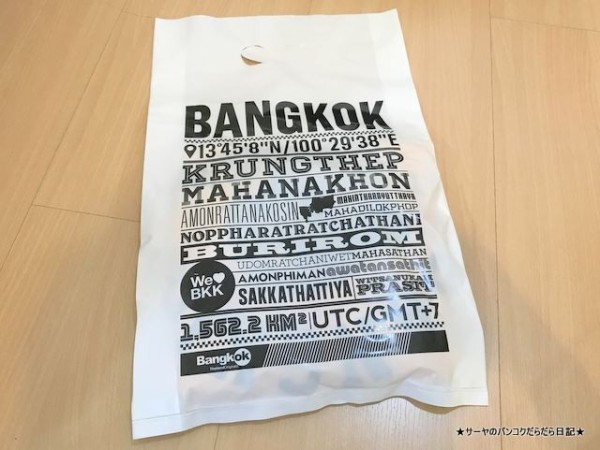 BANGKOK
13°45'8"N/100°29'38"E
KRUNGTHEP
MAHANAKHON
AMONRATTANAKOSIN
MAHINTHARAYUTTHAYA
MAHADILOKPHOP
NOPPHARATRATCHATHANI
BURIROM
UDOMRATCHANIWETMAHASATHAN
We♥
BKK
AMONPHIMAN
awatansathit
SAKKATHATTIYA
WITSANUKAM
PRASIT
1,562.2 KM²
UTC/GMT+7
Bangkok
★サーヤのバンコクだらだら日記★